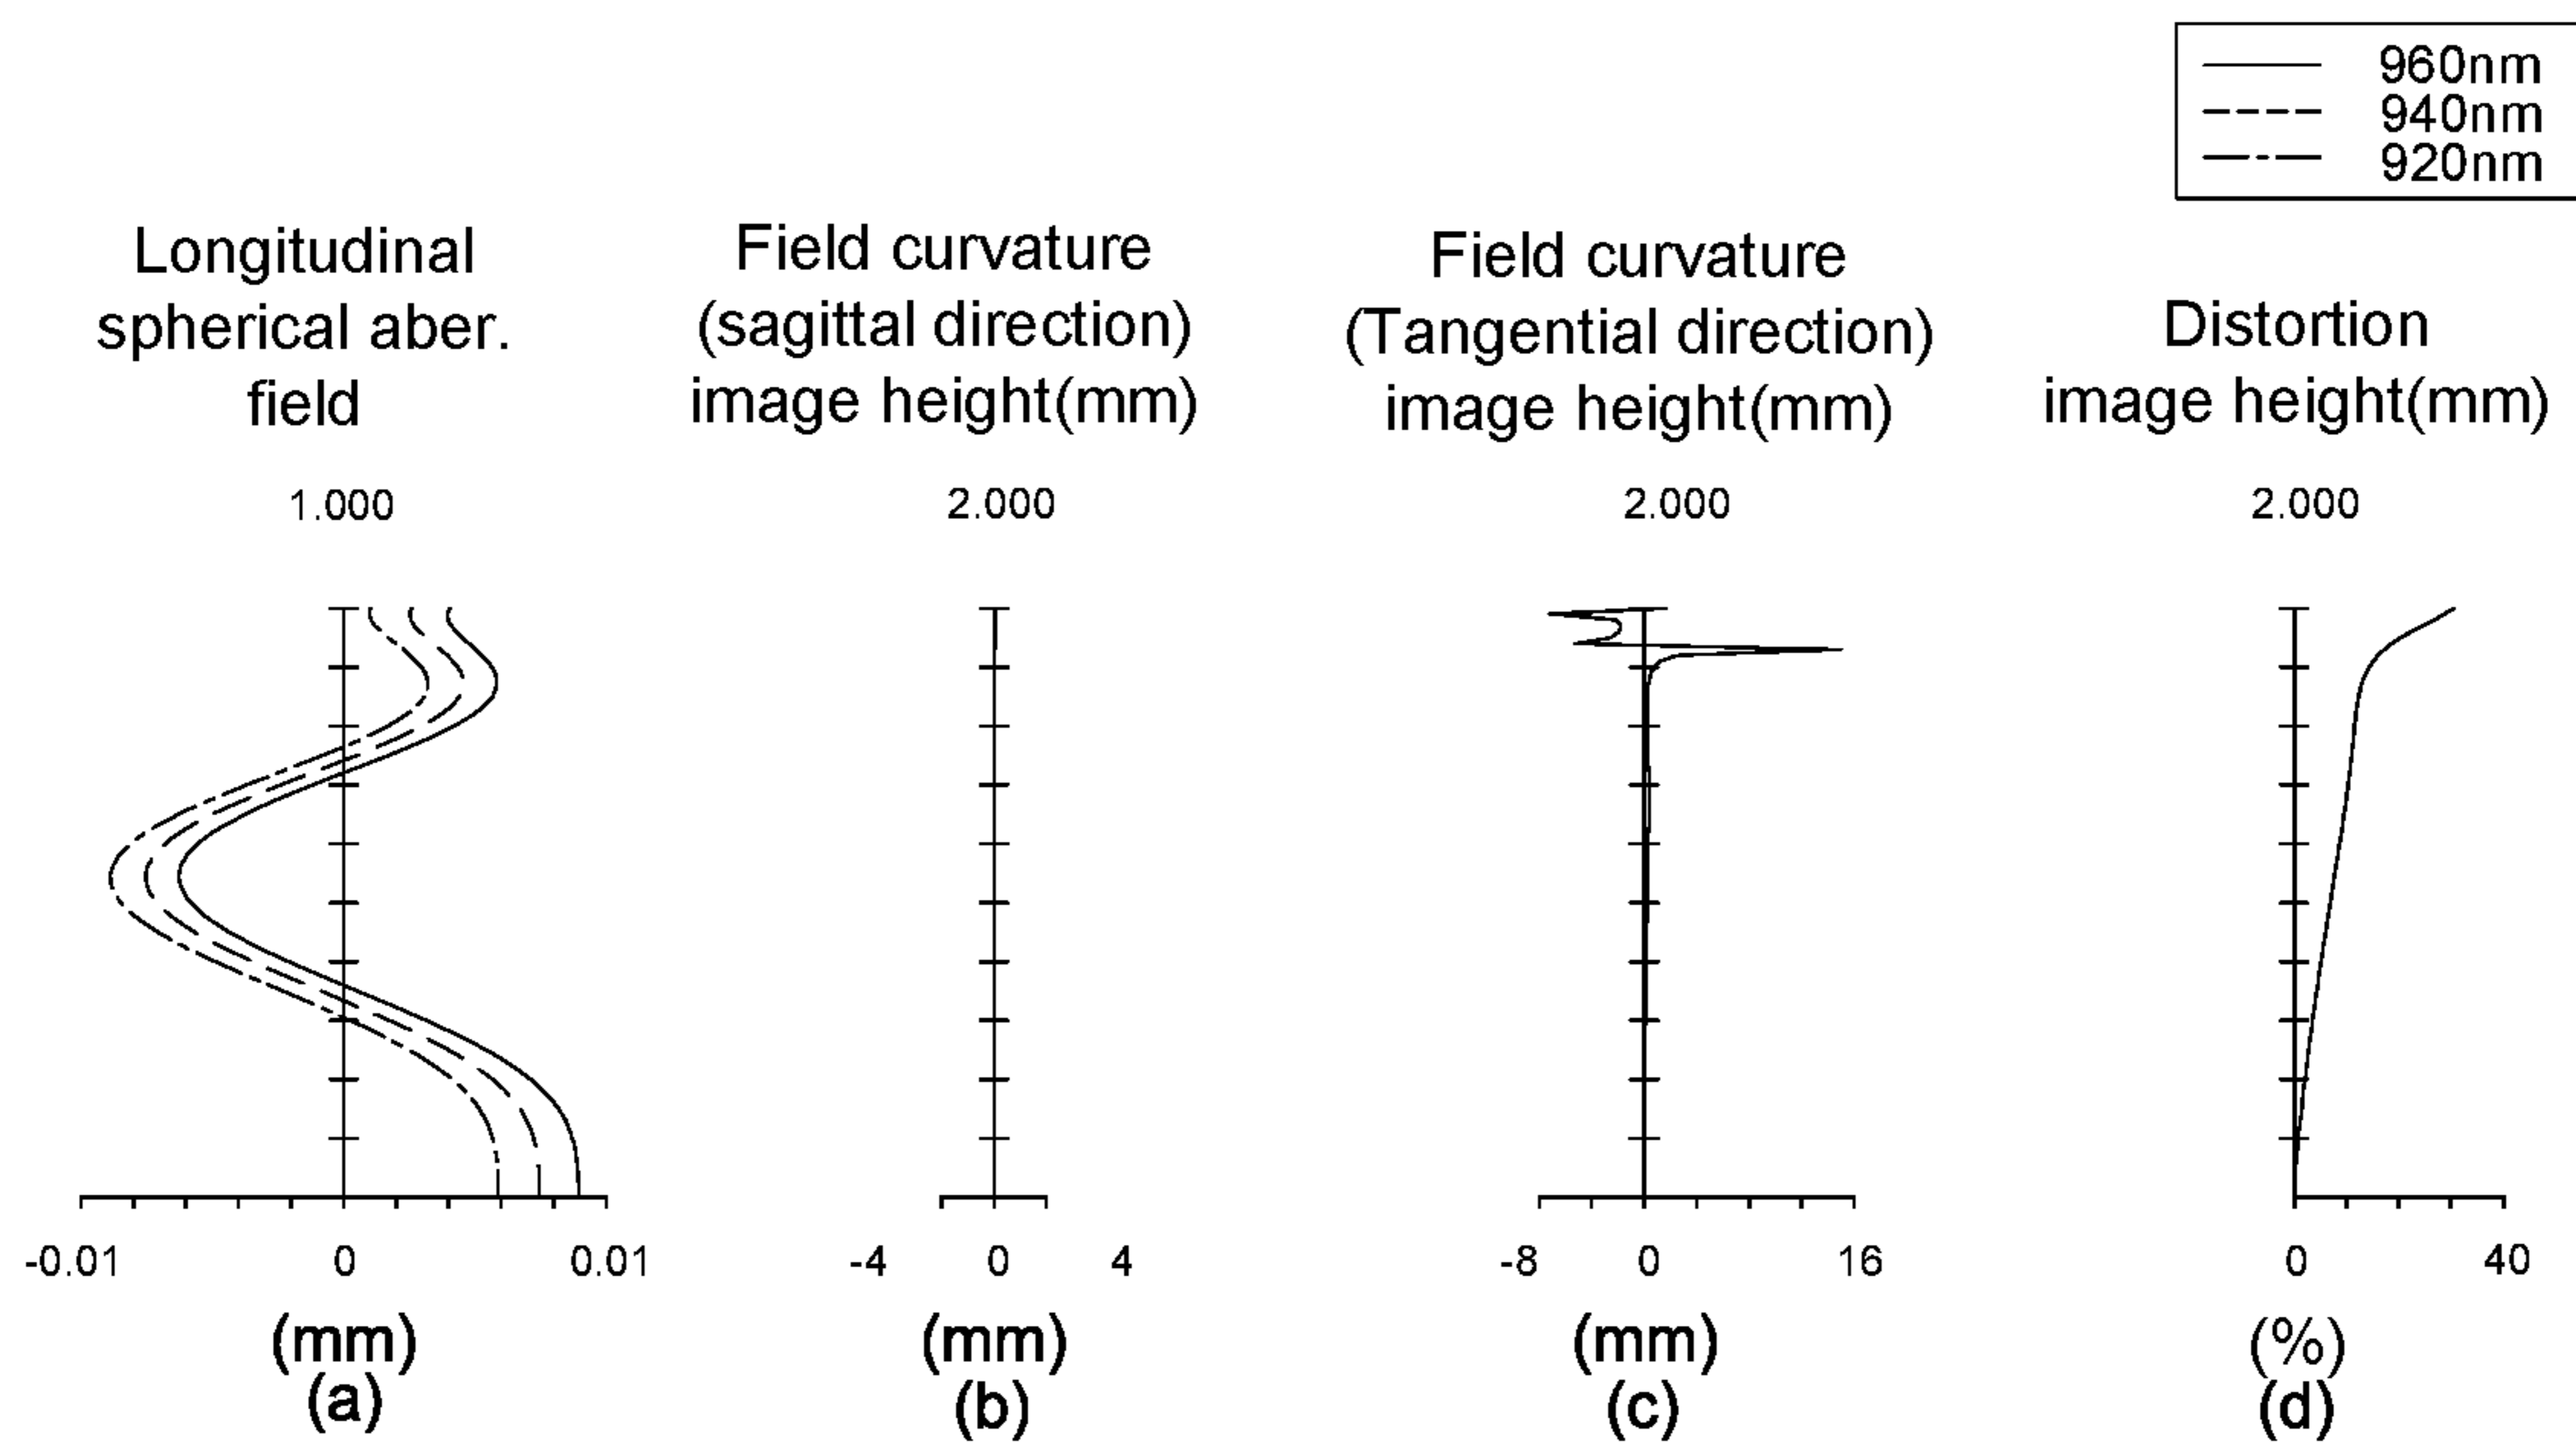 960nm
940nm
920nm
Longitudinal
spherical aber.
field
1.000
-0.01 0 0.01
(mm)
(a)
Field curvature
(sagittal direction)
image height(mm)
2.000
-4 0 4
(mm)
(b)
Field curvature
(Tangential direction)
image height(mm)
2.000
-8 0 16
(mm)
(c)
Distortion
image height(mm)
2.000
0 40
(%)
(d)